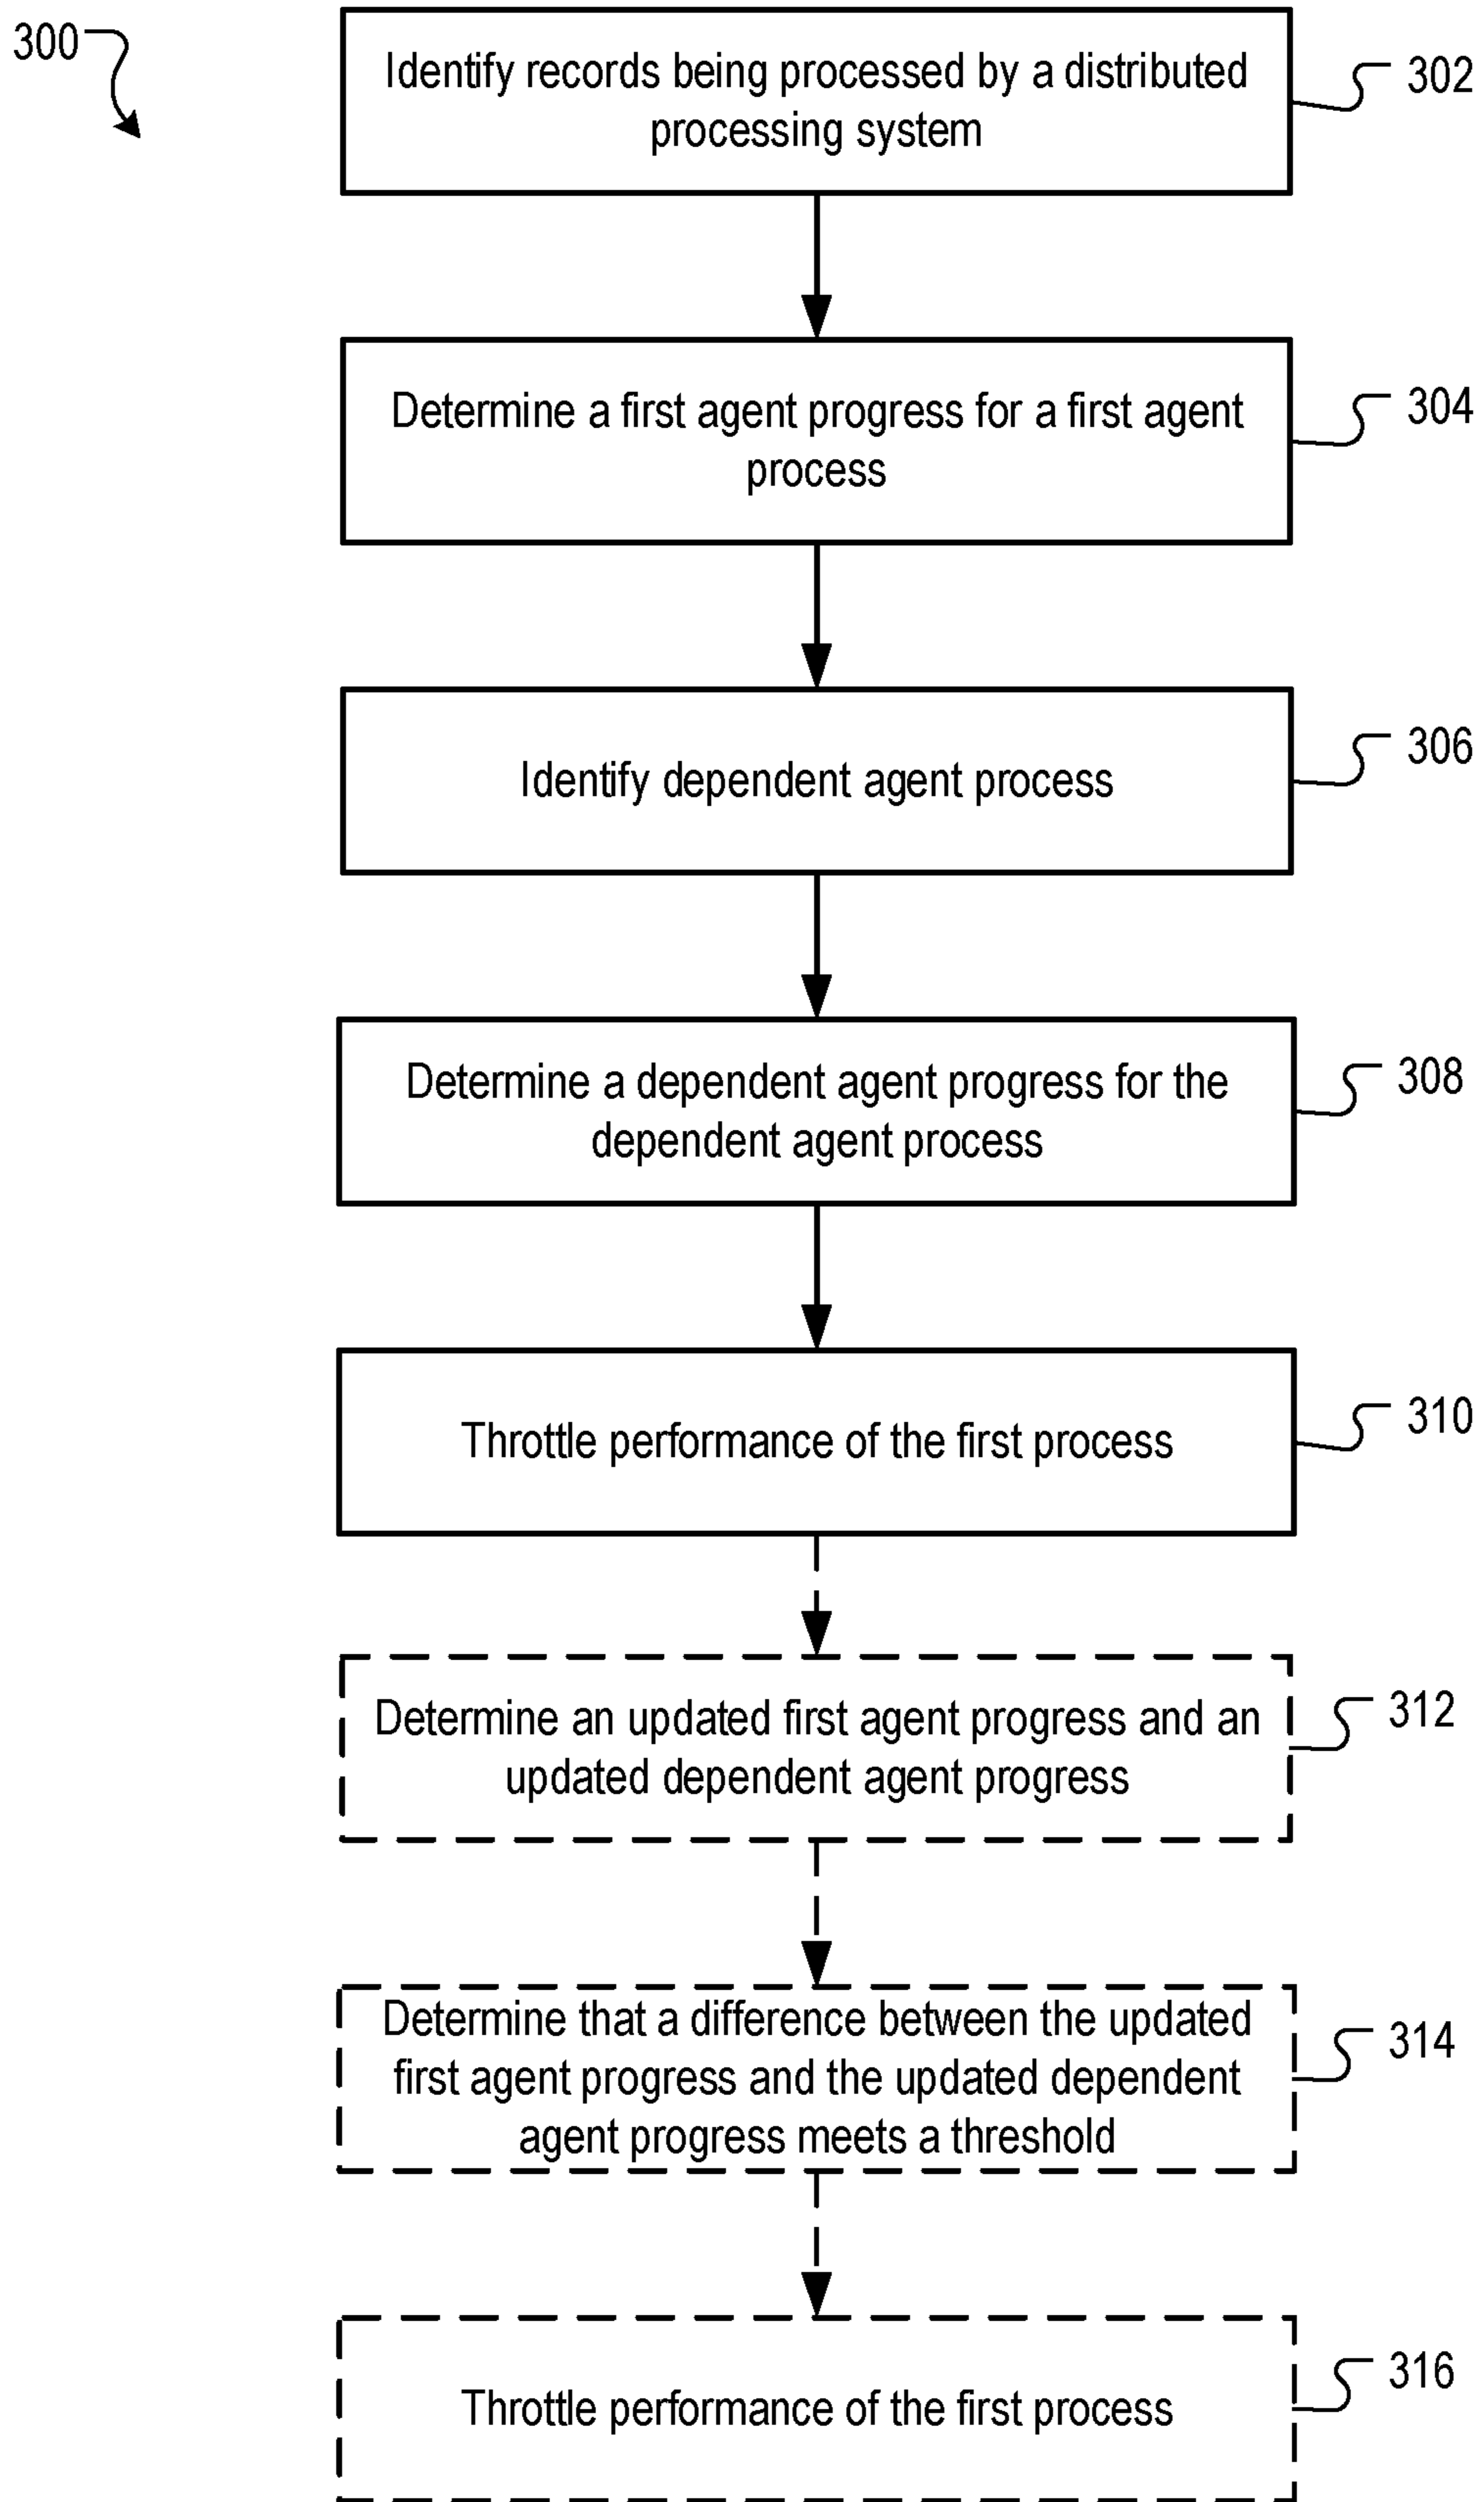 300
Identify records being processed by a distributed
processing system
302
Determine a first agent progress for a first agent
process
304
Identify dependent agent process
306
Determine a dependent agent progress for the
dependent agent process
308
Throttle performance of the first process
310
Determine an updated first agent progress and an
updated dependent agent progress
312
Determine that a difference between the updated
first agent progress and the updated dependent
agent progress meets a threshold
314
Throttle performance of the first process
316